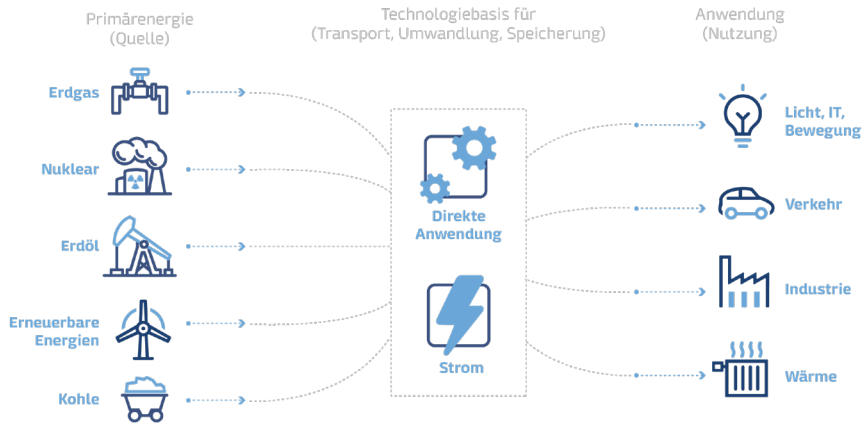 Primärenergie
(Quelle)
Technologiebasis für
(Transport, Umwandlung, Speicherung)
Anwendung
(Nutzung)
Erdgas
Nuklear
Erdöl
Erneuerbare
Energien
Kohle
Direkte
Anwendung
Strom
Licht, IT,
Bewegung
Verkehr
Industrie
Wärme